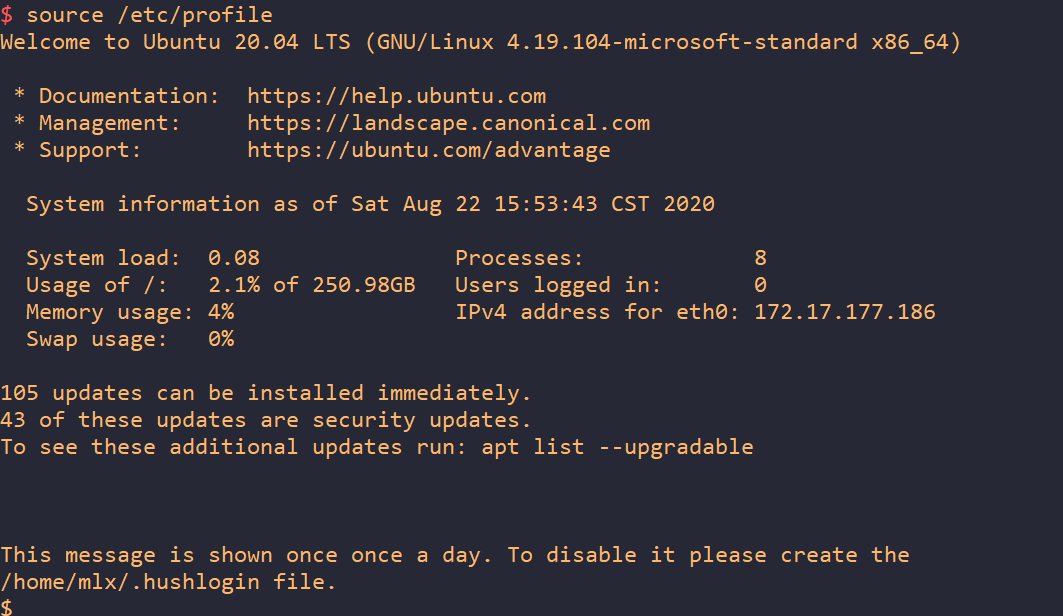 $ source /etc/profile
Welcome to Ubuntu 20.04 LTS (GNU/Linux 4.19.104-microsoft-standard x86_64)
* Documentation:  https://help.ubuntu.com
* Management:     https://landscape.canonical.com
* Support:        https://ubuntu.com/advantage
System information as of Sat Aug 22 15:53:43 CST 2020
System load:  0.08               Processes:             8
Usage of /:   2.1% of 250.98GB   Users logged in:       0
Memory usage: 4%                 IPv4 address for eth0: 172.17.177.186
Swap usage:   0%
105 updates can be installed immediately.
43 of these updates are security updates.
To see these additional updates run: apt list --upgradable
This message is shown once once a day. To disable it please create the
/home/mlx/.hushlogin file.
$